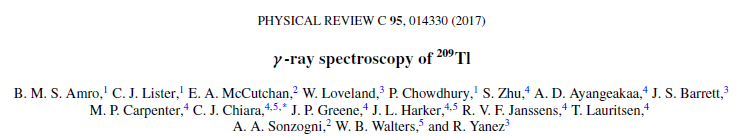 PHYSICAL REVIEW C 95, 014330 (2017)
γ-ray spectroscopy of ²⁰⁹Tl
B. M. S. Amro,¹ C. J. Lister,¹ E. A. McCutchan,² W. Loveland,³ P. Chowdhury,¹ S. Zhu,⁴ A. D. Ayangeakaa,⁴ J. S. Barrett,³
M. P. Carpenter,⁴ C. J. Chiara,⁴,⁵,* J. P. Greene,⁴ J. L. Harker,⁴,⁵ R. V. F. Janssens,⁴ T. Lauritsen,⁴
A. A. Sonzogni,² W. B. Walters,⁵ and R. Yanez³